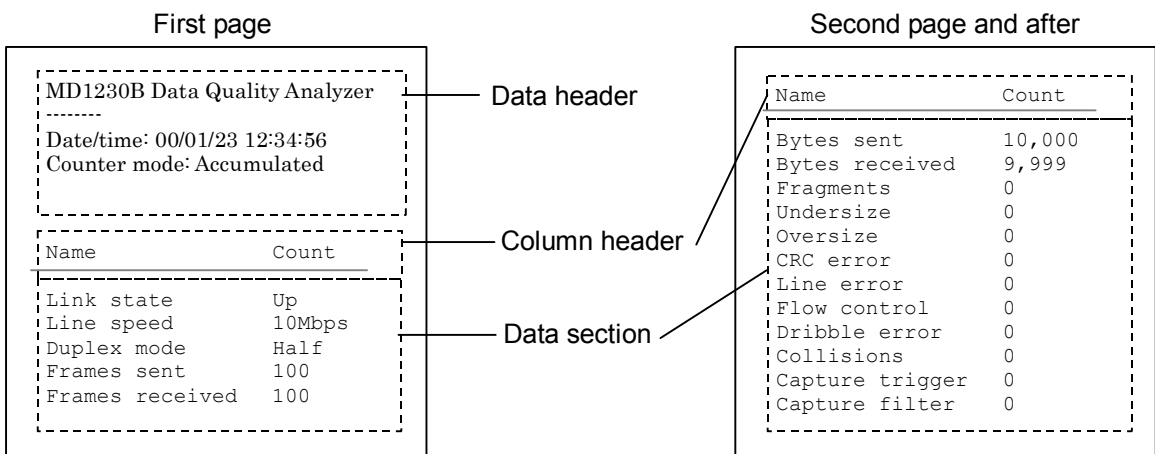 First page
MD1230B Data Quality Analyzer
--------
Date/time: 00/01/23 12:34:56
Counter mode: Accumulated
Name Count
Link state Up
Line speed 10Mbps
Duplex mode Half
Frames sent 100
Frames received 100
Data header
Column header
Data section
Second page and after
Name Count
Bytes sent 10,000
Bytes received 9,999
Fragments 0
Undersize 0
Oversize 0
CRC error 0
Line error 0
Flow control 0
Dribble error 0
Collisions 0
Capture trigger 0
Capture filter 0